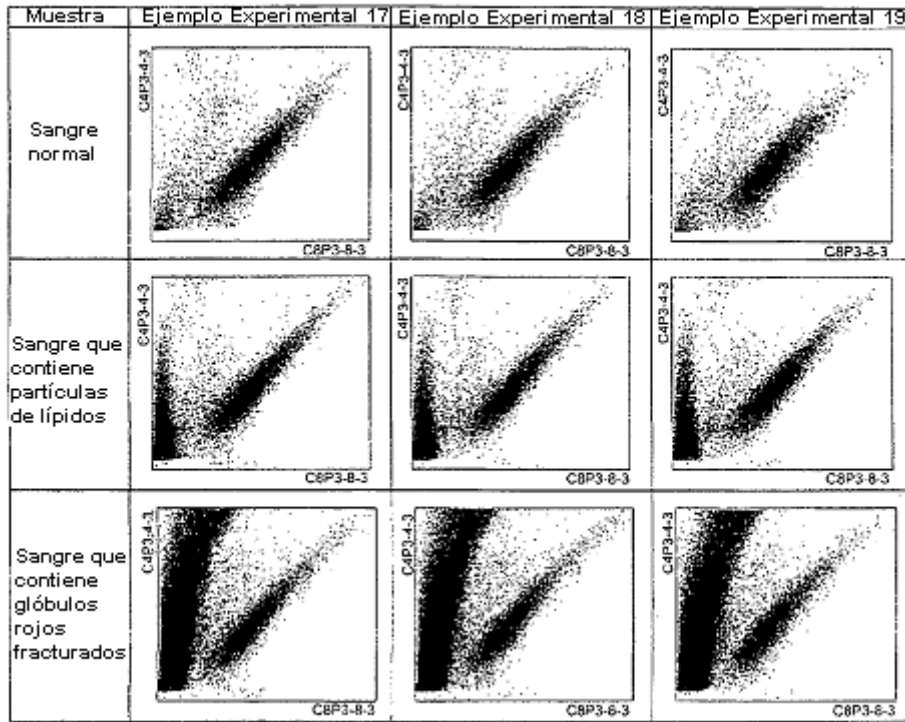 Muestra
Ejemplo Experimental 17
Ejemplo Experimental 18
Ejemplo Experimental 19
Sangre
normal
C4P3-4-3
C8P3-8-3
C4P3-4-3
C8P3-8-3
C4P3-4-3
C8P3-8-3
Sangre que
contiene
partículas
de lípidos
C4P3-4-3
C8P3-8-3
C4P3-4-3
C8P3-8-3
C4P3-4-3
C8P3-8-3
Sangre que
contiene
glóbulos
rojos
fracturados
C4P3-4-3
C8P3-8-3
C4P3-4-3
C8P3-8-3
C4P3-4-3
C8P3-8-3